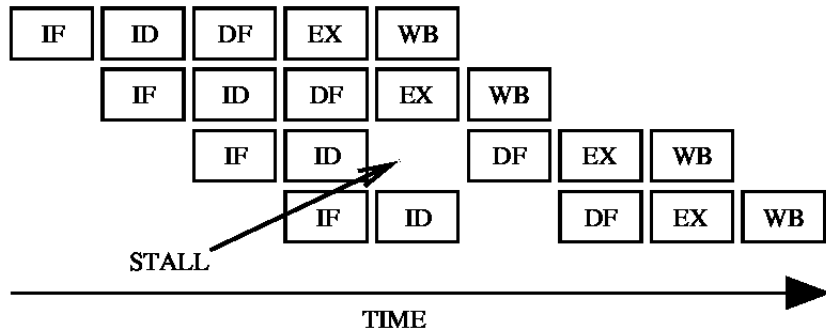 IF ID DF EX WB
IF ID DF EX WB
IF ID DF EX WB
IF ID DF EX WB
STALL
TIME